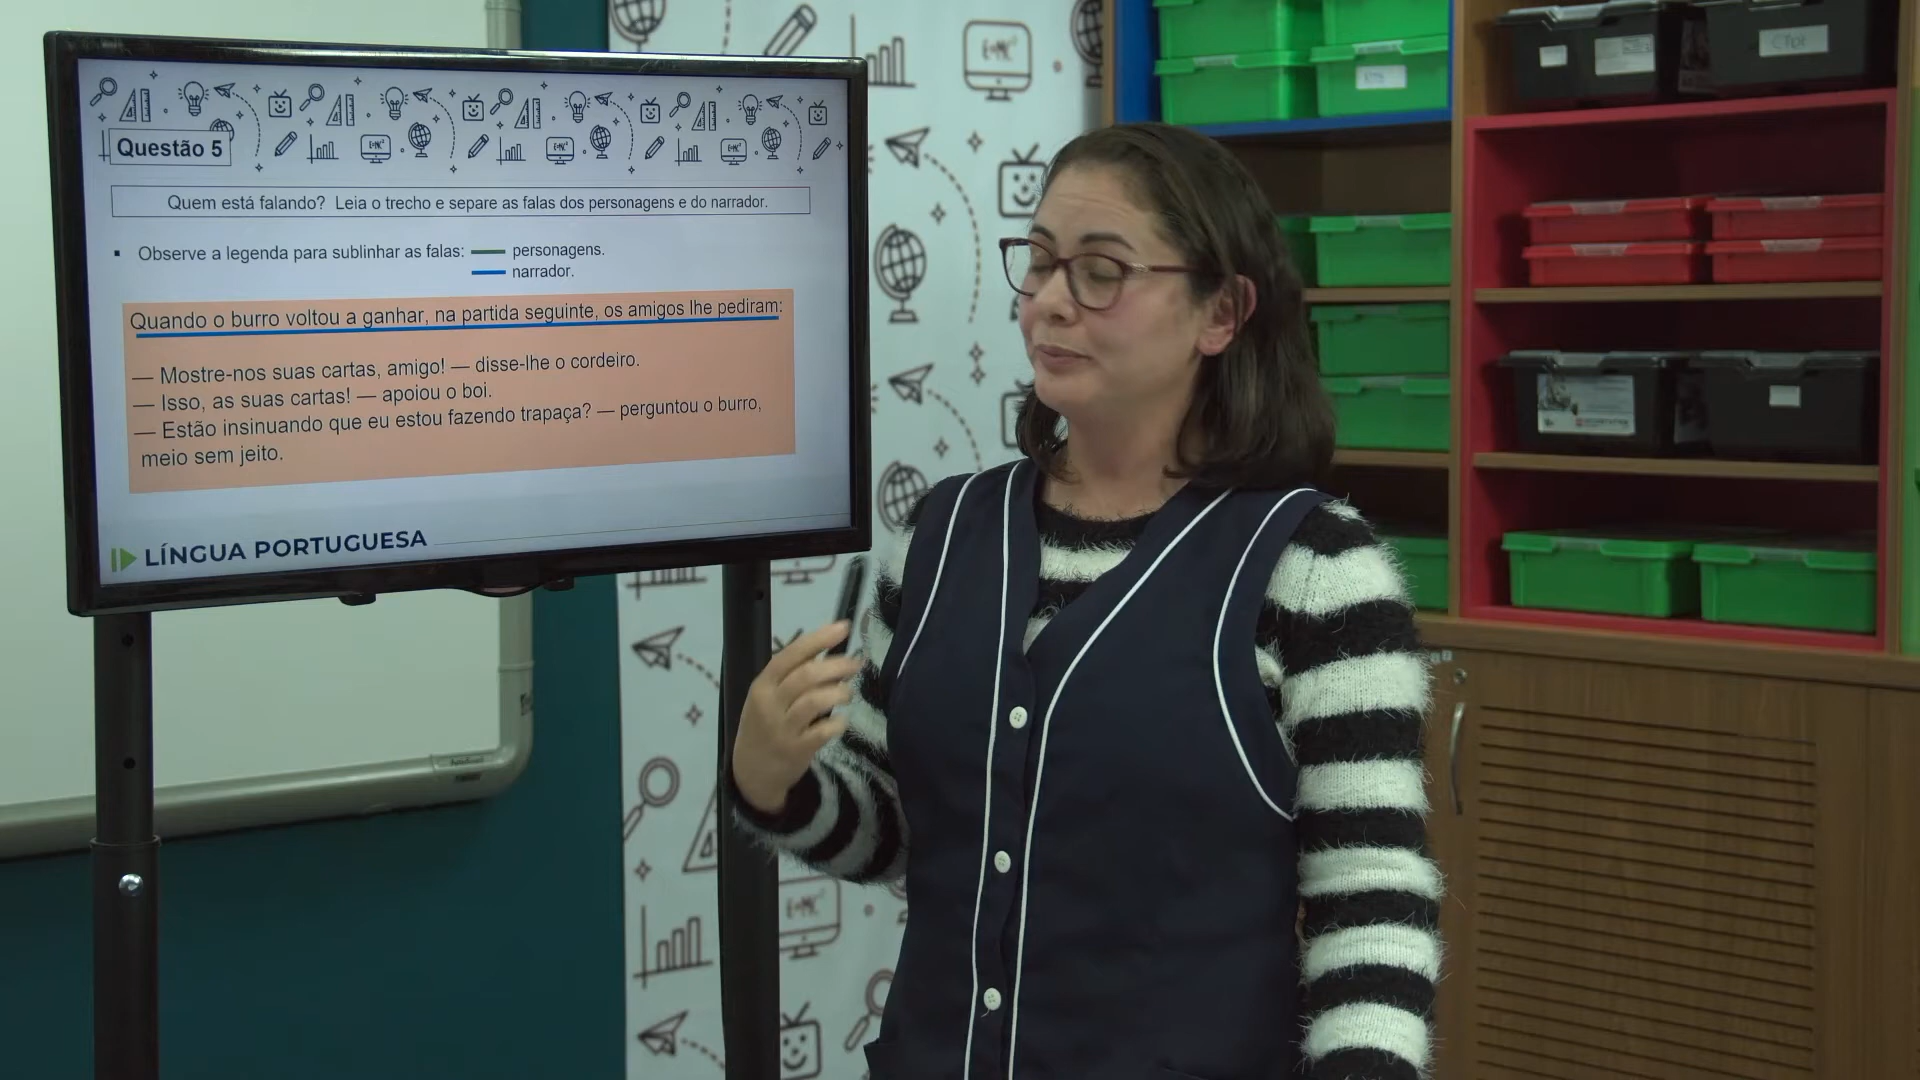 Questão 5
Quem está falando? Leia o trecho e separe as falas dos personagens e do narrador.
▪ Observe a legenda para sublinhar as falas: personagens.
narrador.
Quando o burro voltou a ganhar, na partida seguinte, os amigos lhe pediram:
— Mostre-nos suas cartas, amigo! — disse-lhe o cordeiro.
— Isso, as suas cartas! — apoiou o boi.
— Estão insinuando que eu estou fazendo trapaça? — perguntou o burro,
meio sem jeito.
LÍNGUA PORTUGUESA
E=MC²